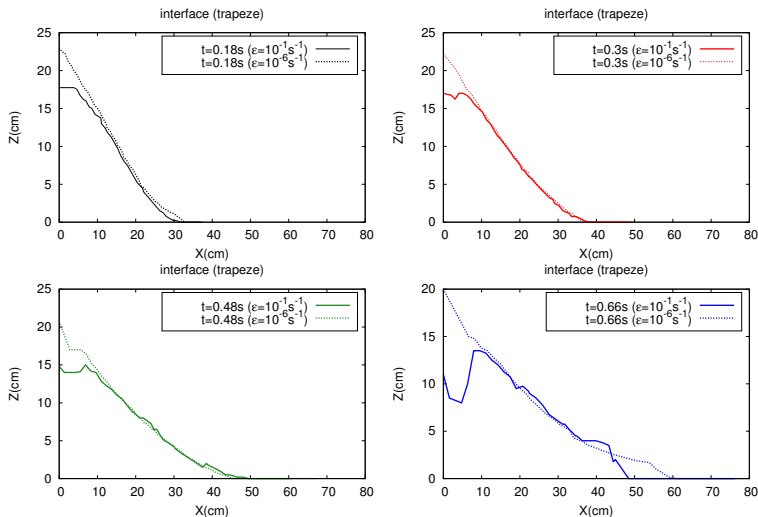 interface (trapeze)
t=0.18s (ε=10⁻¹s⁻¹)
t=0.18s (ε=10⁻⁶s⁻¹)
Z(cm)
25
20
15
10
5
0
0 10 20 30 40 50 60 70 80
X(cm)
interface (trapeze)
t=0.3s (ε=10⁻¹s⁻¹)
t=0.3s (ε=10⁻⁶s⁻¹)
Z(cm)
25
20
15
10
5
0
0 10 20 30 40 50 60 70 80
X(cm)
interface (trapeze)
t=0.48s (ε=10⁻¹s⁻¹)
t=0.48s (ε=10⁻⁶s⁻¹)
Z(cm)
25
20
15
10
5
0
0 10 20 30 40 50 60 70 80
X(cm)
interface (trapeze)
t=0.66s (ε=10⁻¹s⁻¹)
t=0.66s (ε=10⁻⁶s⁻¹)
Z(cm)
20
15
10
5
0
0 10 20 30 40 50 60 70 80
X(cm)